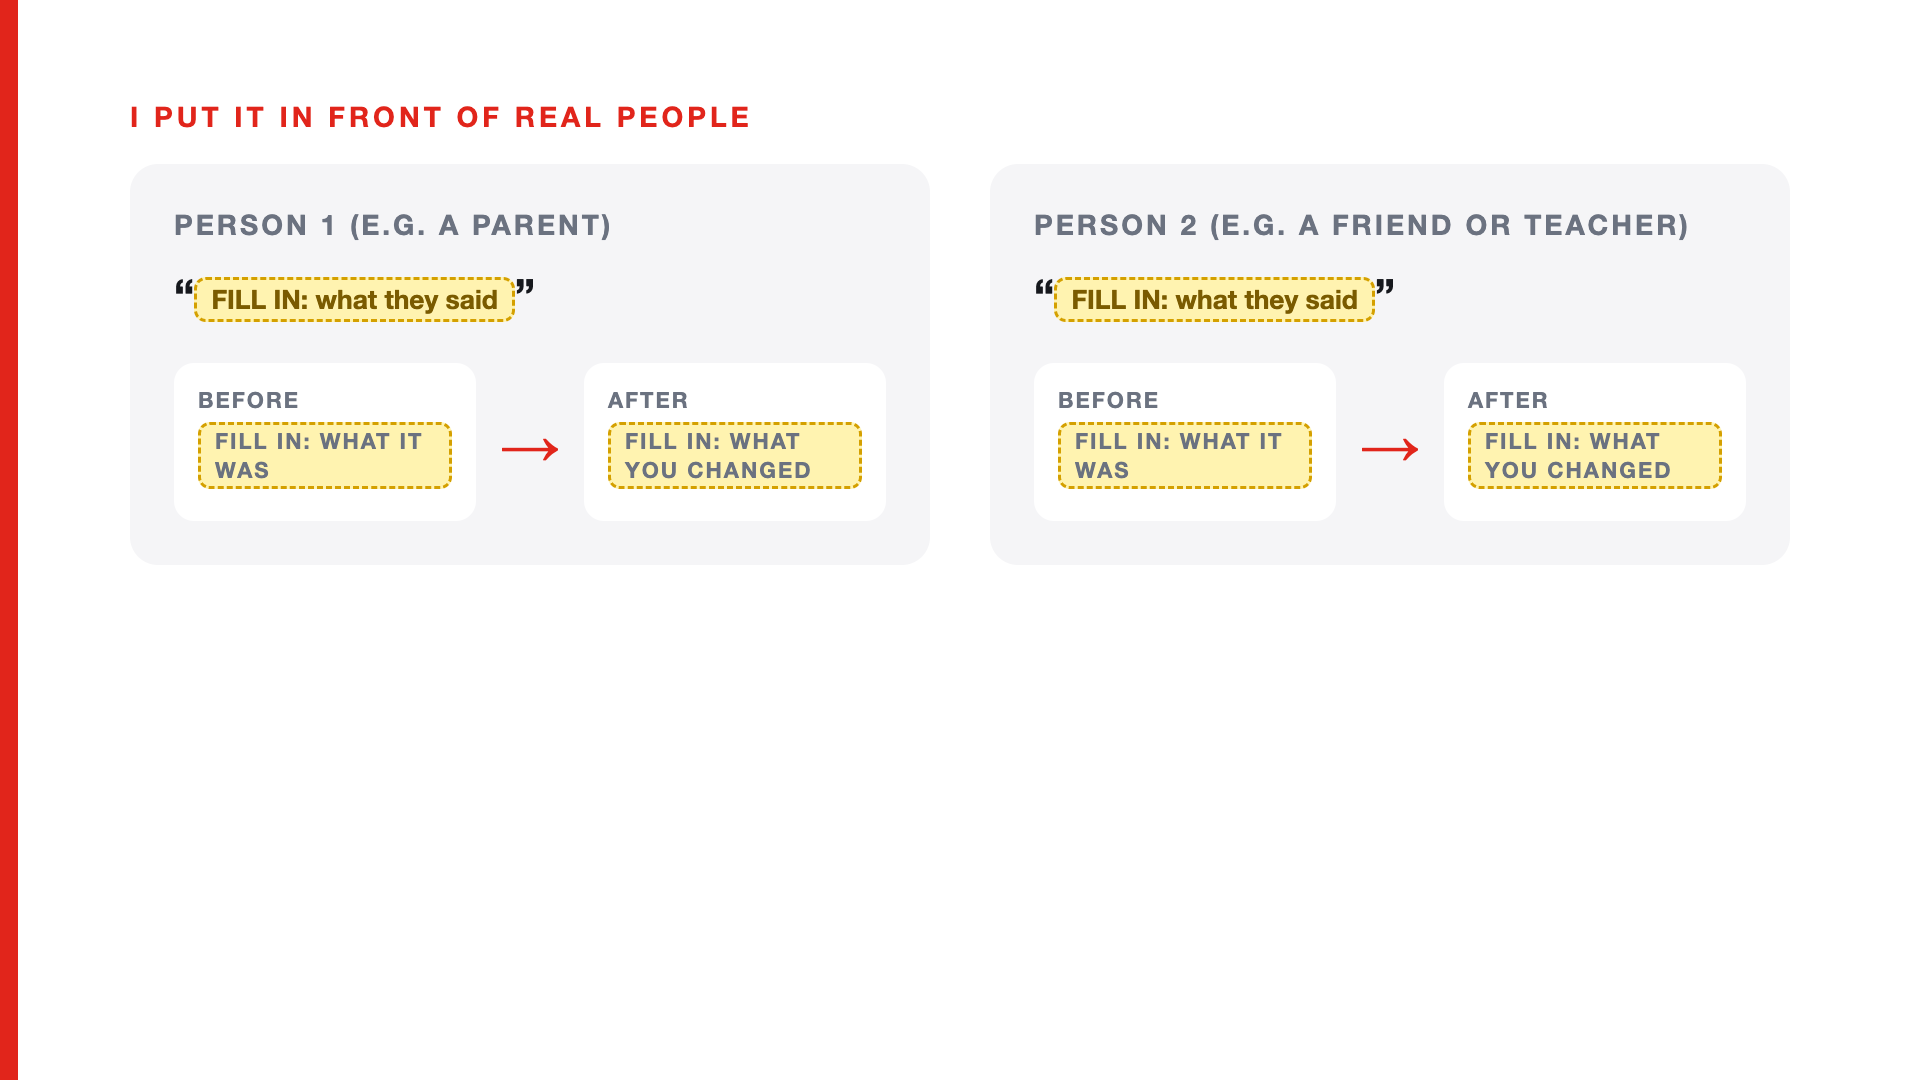 I PUT IT IN FRONT OF REAL PEOPLE
PERSON 1 (E.G. A PARENT)
“FILL IN: what they said”
BEFORE
FILL IN: WHAT IT
WAS
→
AFTER
FILL IN: WHAT
YOU CHANGED
PERSON 2 (E.G. A FRIEND OR TEACHER)
“FILL IN: what they said”
BEFORE
FILL IN: WHAT IT
WAS
→
AFTER
FILL IN: WHAT
YOU CHANGED